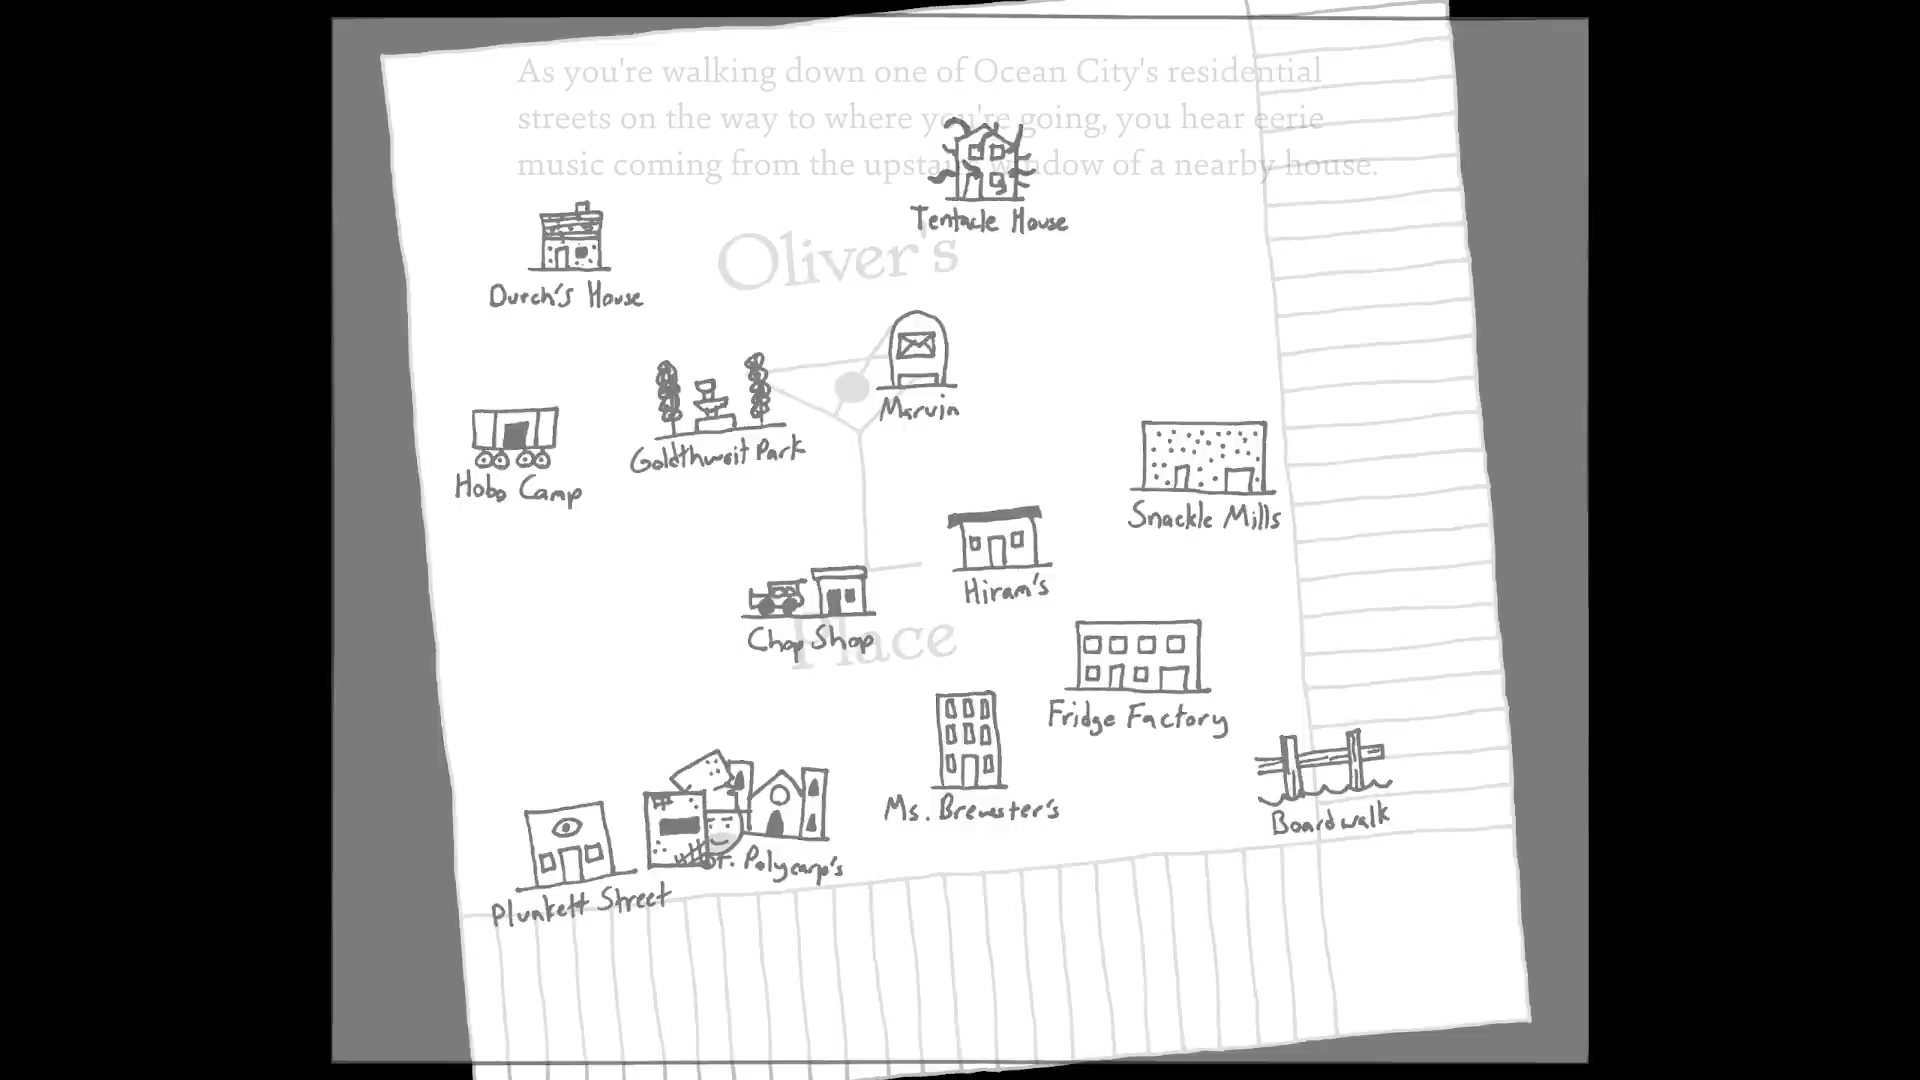 As you're walking down one of Ocean City's residential
streets on the way to where you're going, you hear eerie
music coming from the upstairs window of a nearby house.
Tentacle House
Oliver's
Durch's House
Marvin
Goldthwait Park
Hobo Camp
Snackle Mills
Hiram's
Chop Shop
Place
Fridge Factory
Ms. Brewster's
Boardwalk
St. Polycarp's
Plunkett Street